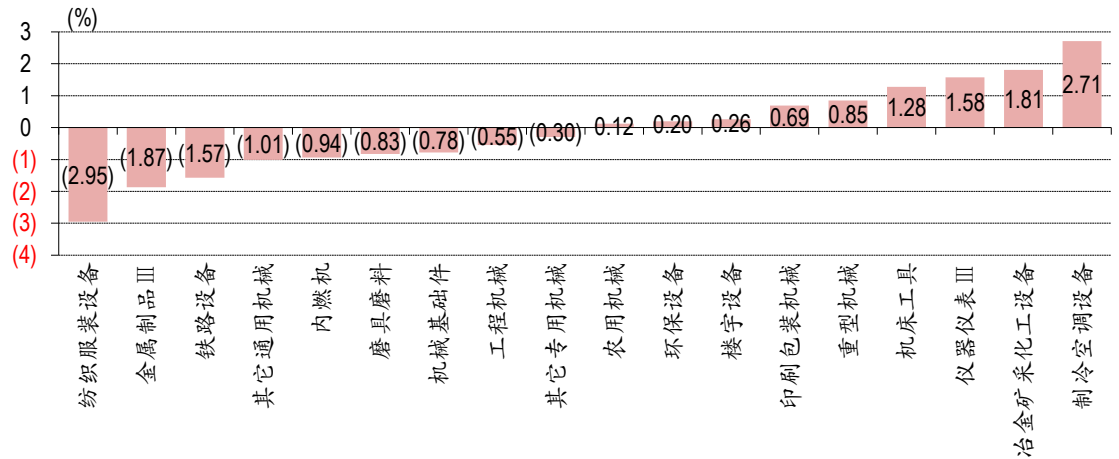 (%)
3
2
1
0
(1)
(2)
(3)
(4)
(2.95)
(1.87)
(1.57)
(1.01)
(0.94)
(0.83)
(0.78)
(0.55)
(0.30)
0.12
0.20
0.26
0.69
0.85
1.28
1.58
1.81
2.71
纺织服装设备
金属制品Ⅲ
铁路设备
其它通用机械
内燃机
磨具磨料
机械基础件
工程机械
其它专用机械
农用机械
环保设备
楼宇设备
印刷包装机械
重型机械
机床工具
仪器仪表Ⅲ
冶金矿采化工设备
制冷空调设备